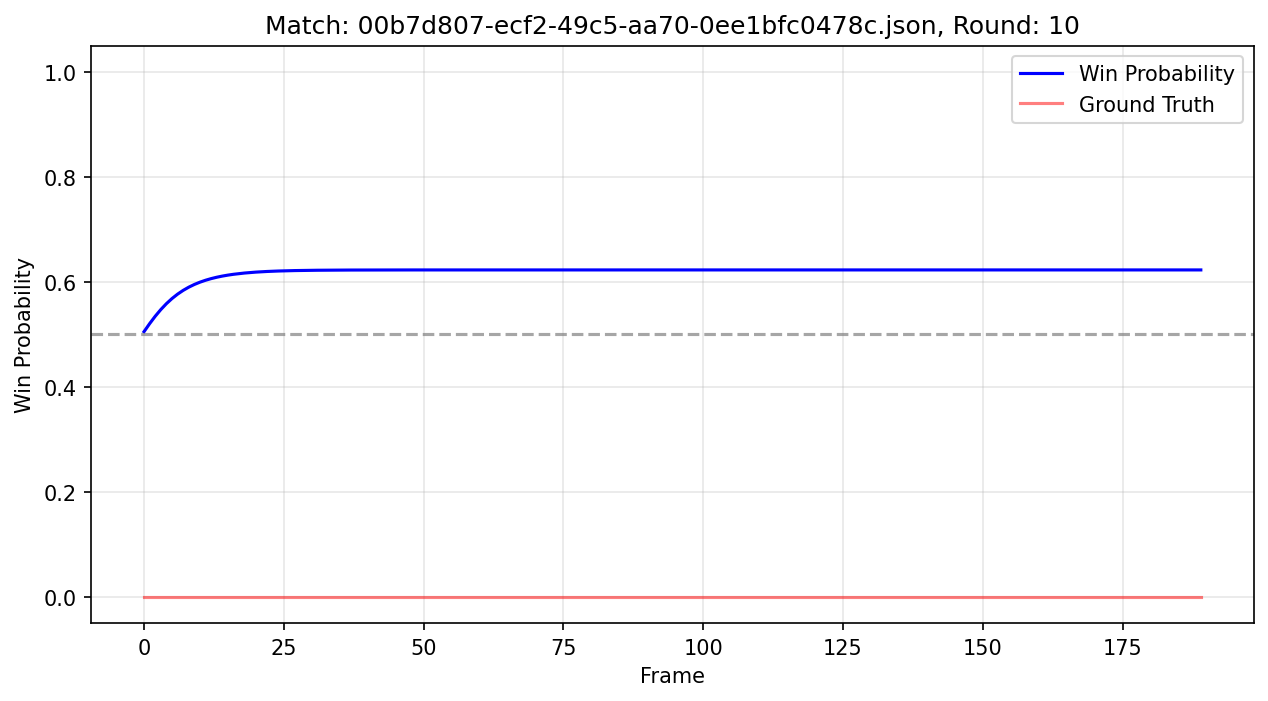 Match: 00b7d807-ecf2-49c5-aa70-0ee1bfc0478c.json, Round: 10
Win Probability
Ground Truth
1.0
0.8
0.6
0.4
0.2
0.0
Win Probability
0 25 50 75 100 125 150 175
Frame